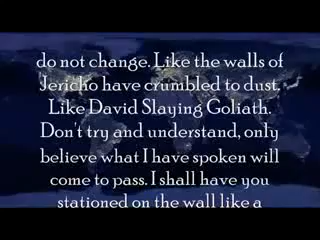 do not change. Like the walls of
Jericho have crumbled to dust.
Like David Slaying Goliath.
Don't try and understand, only
believe what I have spoken will
come to pass. I shall have you
stationed on the wall like a